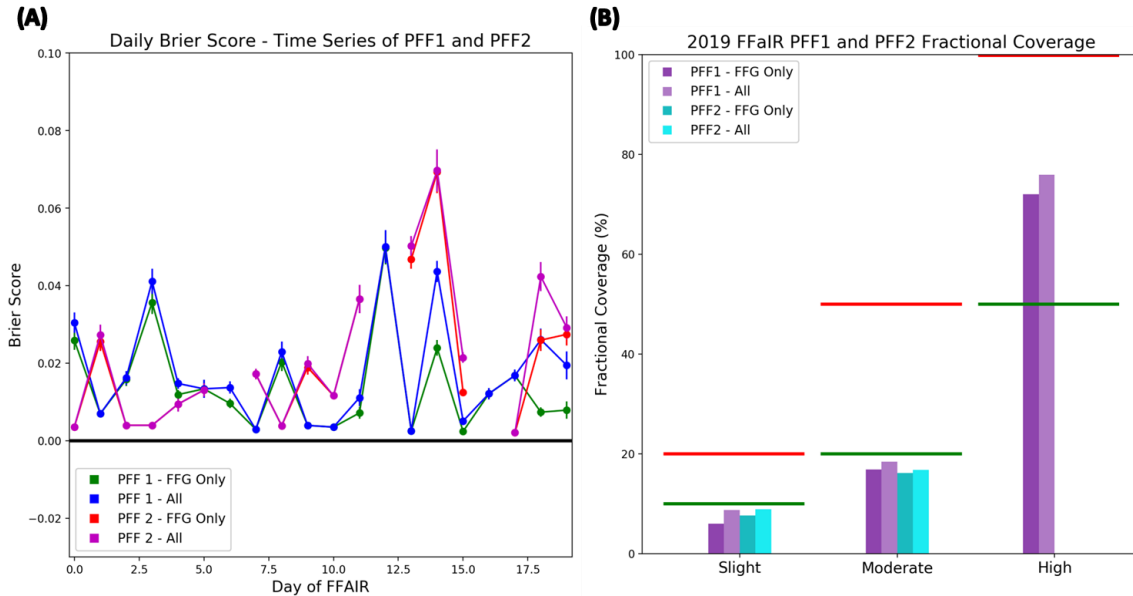 (A)
Daily Brier Score - Time Series of PFF1 and PFF2
0.10
0.08
0.06
0.04
0.02
0.00
−0.02
Brier Score
PFF 1 - FFG Only
PFF 1 - All
PFF 2 - FFG Only
PFF 2 - All
0.0 2.5 5.0 7.5 10.0 12.5 15.0 17.5
Day of FFAIR
(B)
2019 FFaIR PFF1 and PFF2 Fractional Coverage
100
80
60
40
20
0
Fractional Coverage (%)
PFF1 - FFG Only
PFF1 - All
PFF2 - FFG Only
PFF2 - All
Slight Moderate High